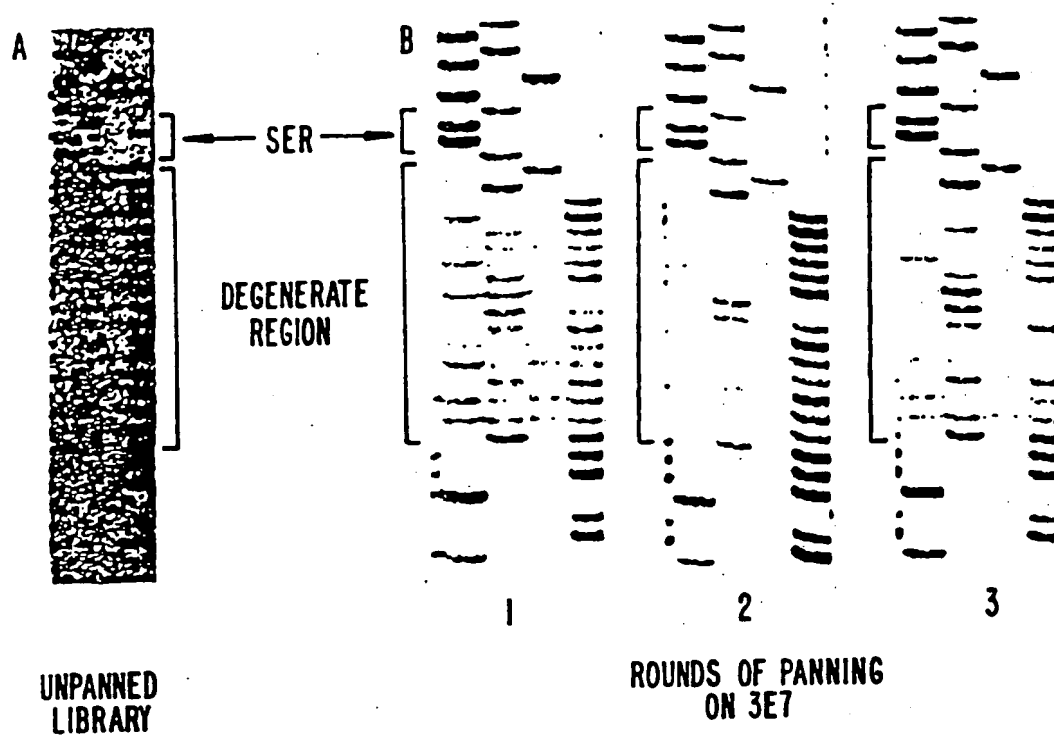 A
B
SER
DEGENERATE
REGION
1
2
3
UNPANNED
LIBRARY
ROUNDS OF PANNING
ON 3E7